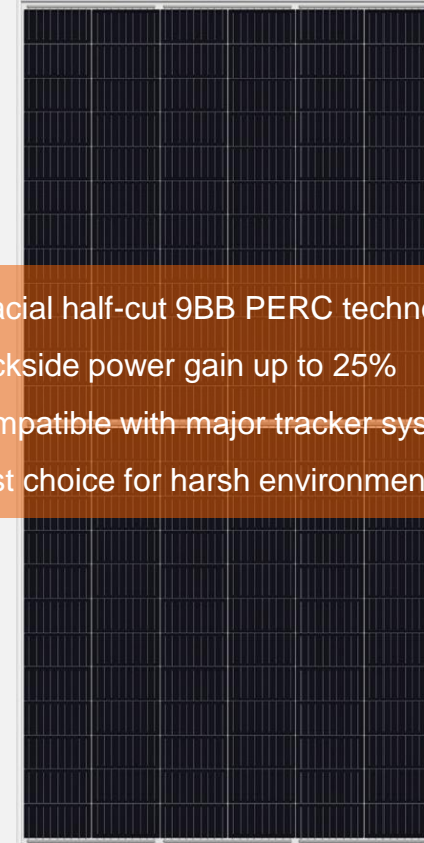 acial half-cut 9BB PERC techno
ckside power gain up to 25%
mpatible with major tracker sys
st choice for harsh environmen